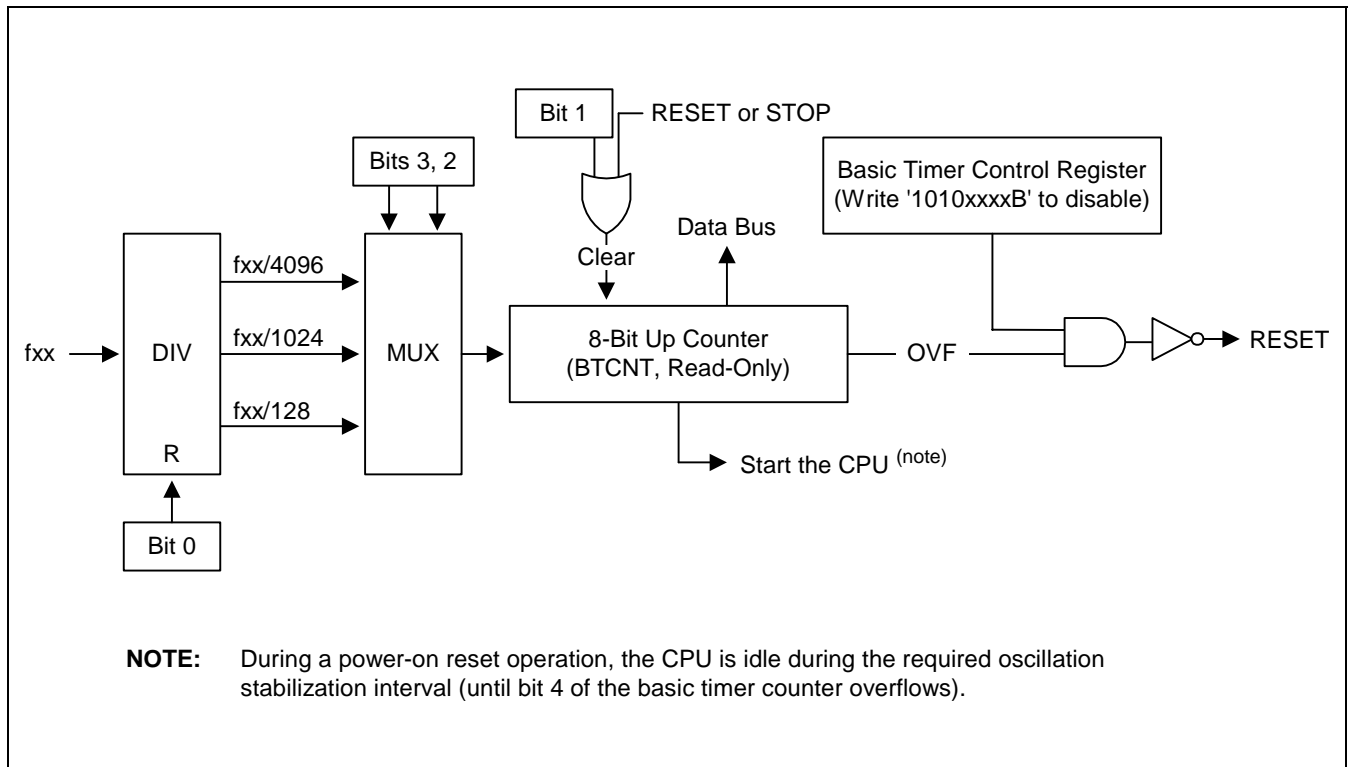 Bit 1
RESET or STOP
Bits 3, 2
Basic Timer Control Register
(Write '1010xxxxB' to disable)
Data Bus
Clear
fxx
DIV
R
fxx/4096
fxx/1024
fxx/128
MUX
8-Bit Up Counter
(BTCNT, Read-Only)
OVF
RESET
Start the CPU (note)
Bit 0
NOTE: During a power-on reset operation, the CPU is idle during the required oscillation
stabilization interval (until bit 4 of the basic timer counter overflows).